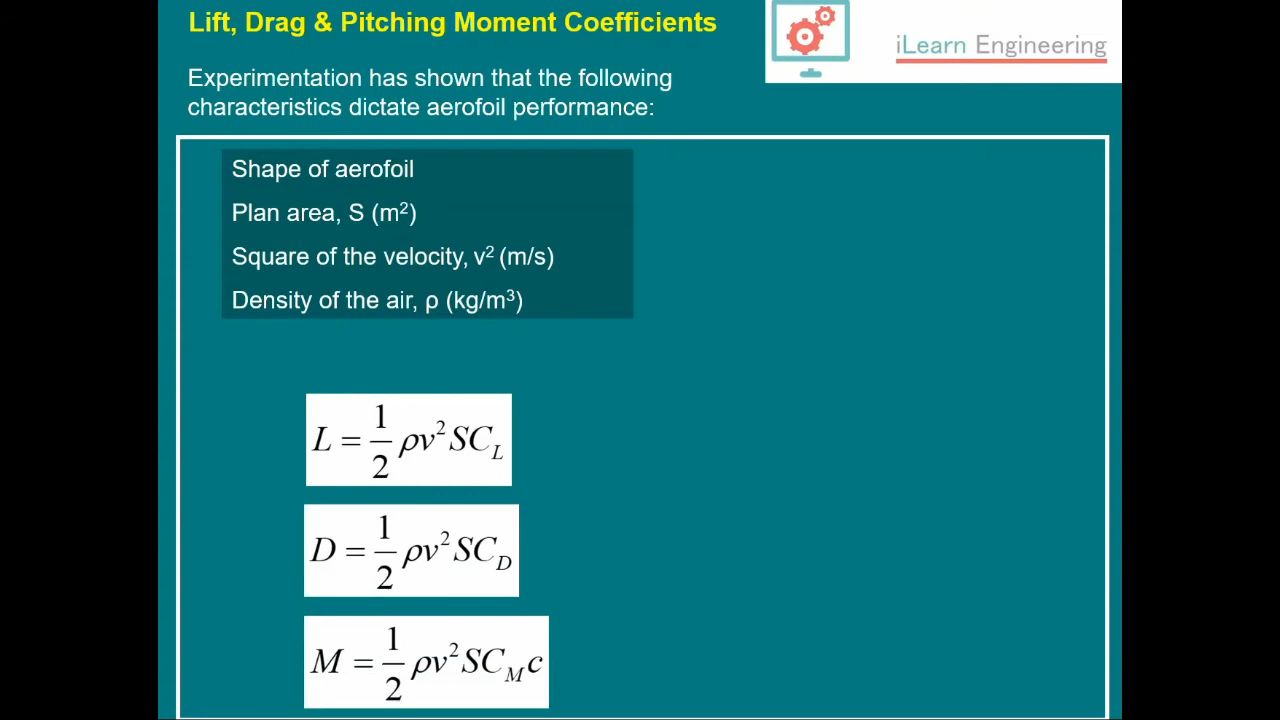 Lift, Drag & Pitching Moment Coefficients
iLearn Engineering
Experimentation has shown that the following
characteristics dictate aerofoil performance:
Shape of aerofoil
Plan area, S (m²)
Square of the velocity, v² (m/s)
Density of the air, ρ (kg/m³)
L = 1/2 ρv²SC_L
D = 1/2 ρv²SC_D
M = 1/2 ρv²SC_M c